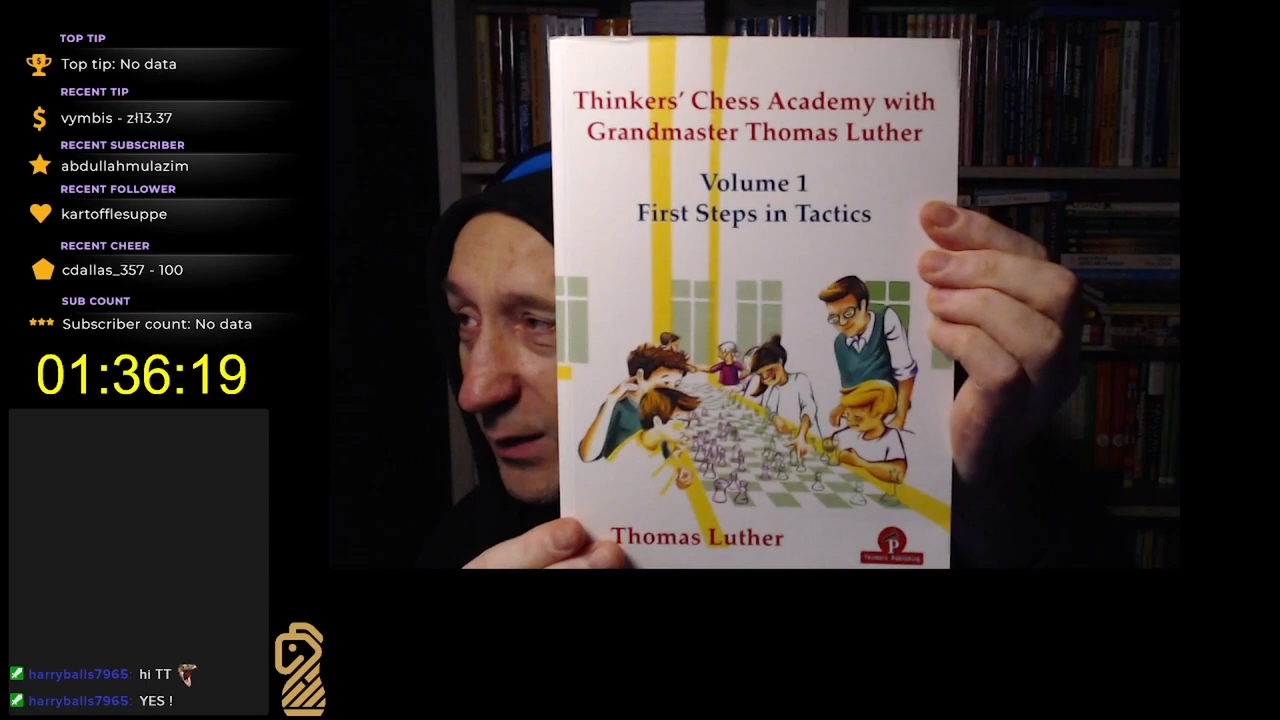 TOP TIP
Top tip: No data
RECENT TIP
vymbis - zł13.37
RECENT SUBSCRIBER
abdullahmulazim
RECENT FOLLOWER
kartofflesuppe
RECENT CHEER
cdallas_357 - 100
SUB COUNT
Subscriber count: No data
01:36:19
harryballs7965: hi TT
harryballs7965: YES !
Thinkers' Chess Academy with
Grandmaster Thomas Luther
Volume 1
First Steps in Tactics
Thomas Luther
P
Thinkers Publishing